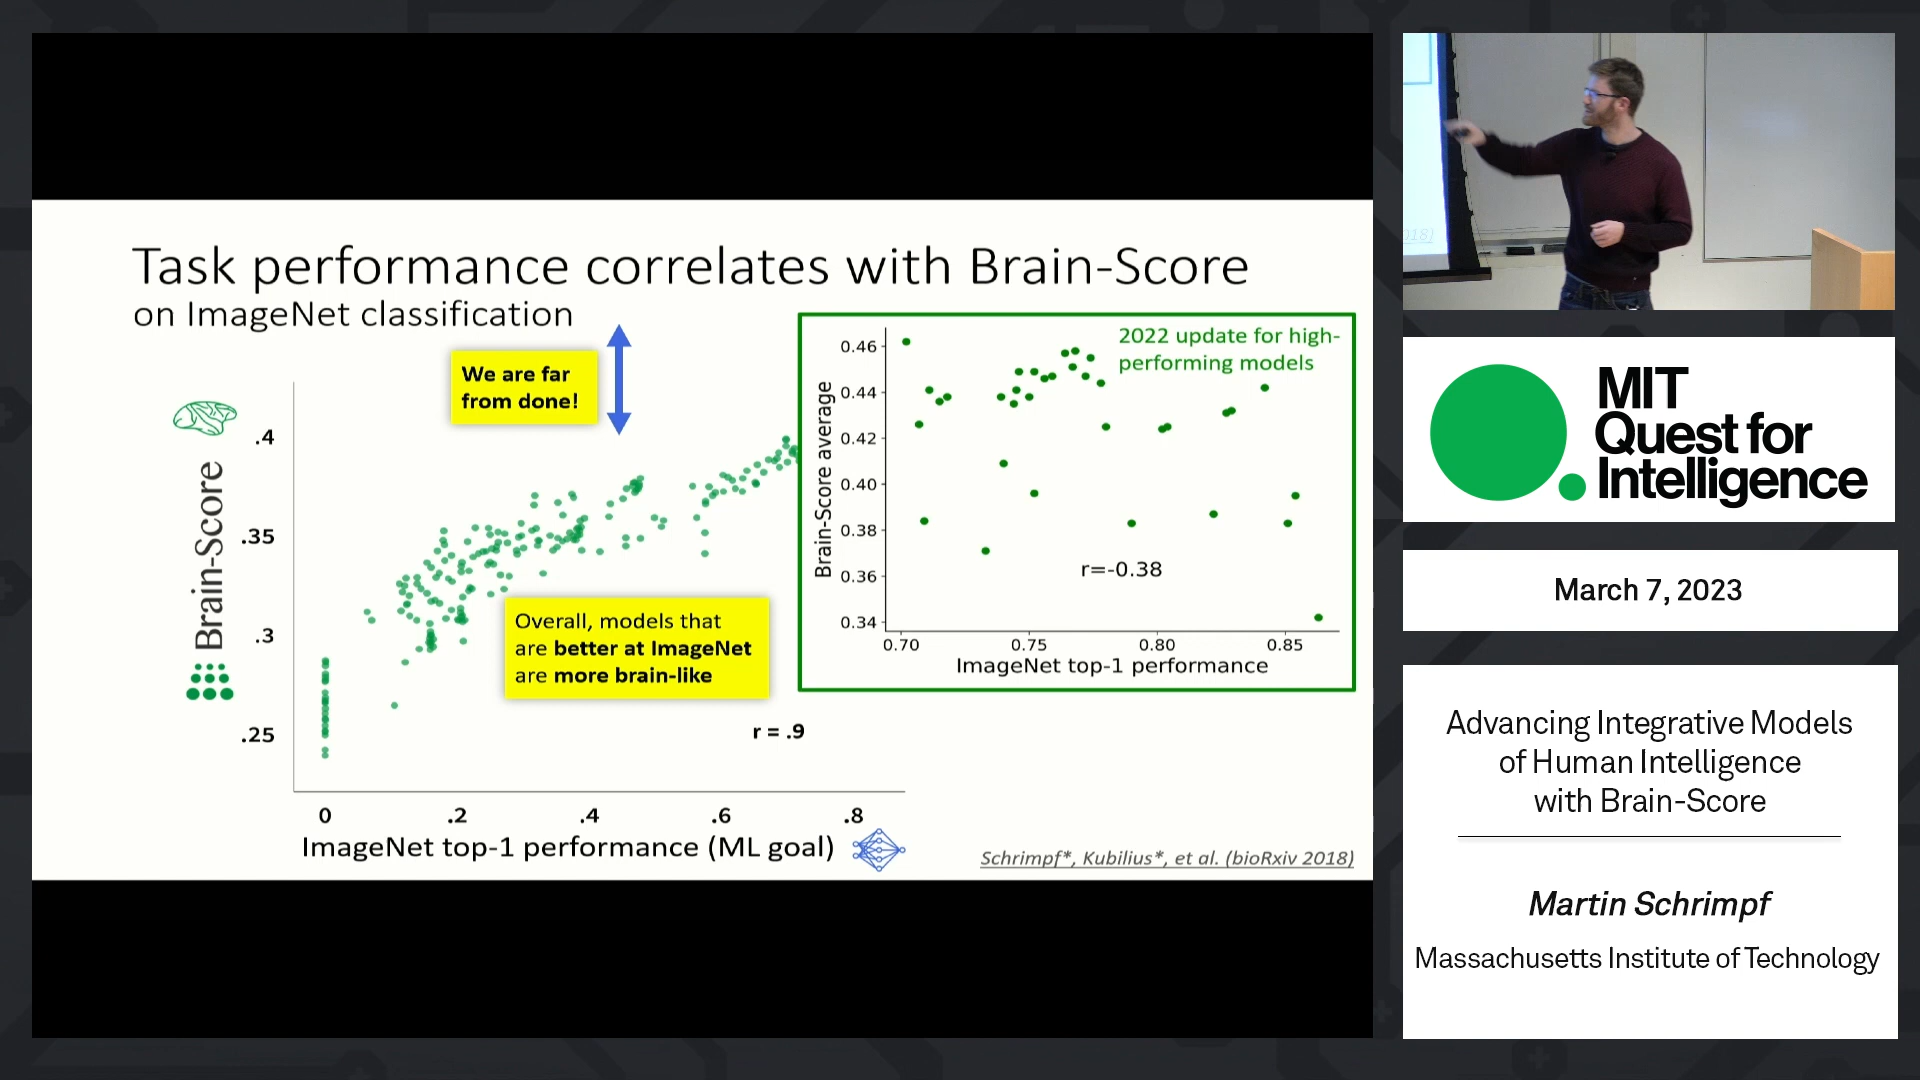 Task performance correlates with Brain-Score
on ImageNet classification
We are far
from done!
Brain-Score
.4
.35
.3
.25
Overall, models that
are better at ImageNet
are more brain-like
r = .9
0 .2 .4 .6 .8
ImageNet top-1 performance (ML goal)
2022 update for high-
performing models
Brain-Score average
0.46
0.44
0.42
0.40
0.38
0.36
0.34
r=-0.38
0.70 0.75 0.80 0.85
ImageNet top-1 performance
Schrimpf*, Kubilius*, et al. (bioRxiv 2018)
018)
MIT
Quest for
Intelligence
March 7, 2023
Advancing Integrative Models
of Human Intelligence
with Brain-Score
Martin Schrimpf
Massachusetts Institute of Technology